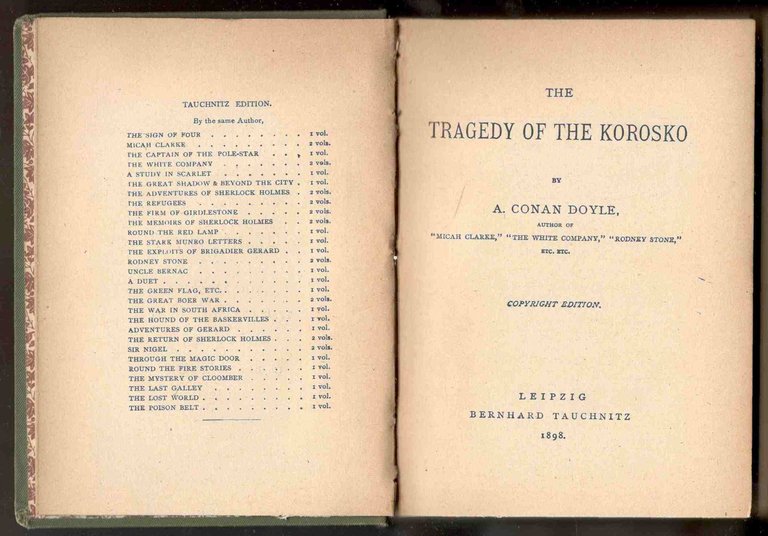 TAUCHNITZ EDITION.
By the same Author,
THE SIGN OF FOUR . . . . . . . . 1 vol.
MICAH CLARKE . . . . . . . . . 2 vols.
THE CAPTAIN OF THE POLE-STAR . . . 1 vol.
THE WHITE COMPANY . . . . . . . 2 vols.
A STUDY IN SCARLET . . . . . . . 1 vol.
THE GREAT SHADOW & BEYOND THE CITY . 1 vol.
THE ADVENTURES OF SHERLOCK HOLMES . 2 vols.
THE REFUGEES . . . . . . . . . 2 vols.
THE FIRM OF GIRDLESTONE . . . . . 2 vols.
THE MEMOIRS OF SHERLOCK HOLMES . . 2 vols.
ROUND THE RED LAMP . . . . . . . 1 vol.
THE STARK MUNRO LETTERS . . . . . 1 vol.
THE EXPLOITS OF BRIGADIER GERARD . . 1 vol.
RODNEY STONE . . . . . . . . . 2 vols.
UNCLE BERNAC . . . . . . . . . 1 vol.
A DUET . . . . . . . . . . . 1 vol.
THE GREEN FLAG, ETC. . . . . . . . 1 vol.
THE GREAT BOER WAR . . . . . . . 2 vols.
THE WAR IN SOUTH AFRICA . . . . . 1 vol.
THE HOUND OF THE BASKERVILLES . . . 1 vol.
ADVENTURES OF GERARD . . . . . . 1 vol.
THE RETURN OF SHERLOCK HOLMES . . . 2 vols.
SIR NIGEL . . . . . . . . . . 2 vols.
THROUGH THE MAGIC DOOR . . . . . 1 vol.
ROUND THE FIRE STORIES . . . . . . 1 vol.
THE MYSTERY OF CLOOMBER . . . . . 1 vol.
THE LAST GALLEY . . . . . . . . 1 vol.
THE LOST WORLD . . . . . . . . . 1 vol.
THE POISON BELT . . . . . . . . . 1 vol.
THE
TRAGEDY OF THE KOROSKO
BY
A. CONAN DOYLE,
AUTHOR OF
"MICAH CLARKE," "THE WHITE COMPANY," "RODNEY STONE,"
ETC. ETC.
COPYRIGHT EDITION.
LEIPZIG
BERNHARD TAUCHNITZ
1898.